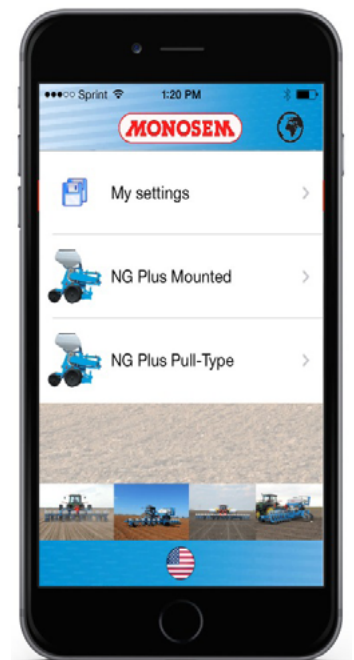 Sprint 1:20 PM
MONOSEM
My settings
NG Plus Mounted
NG Plus Pull-Type